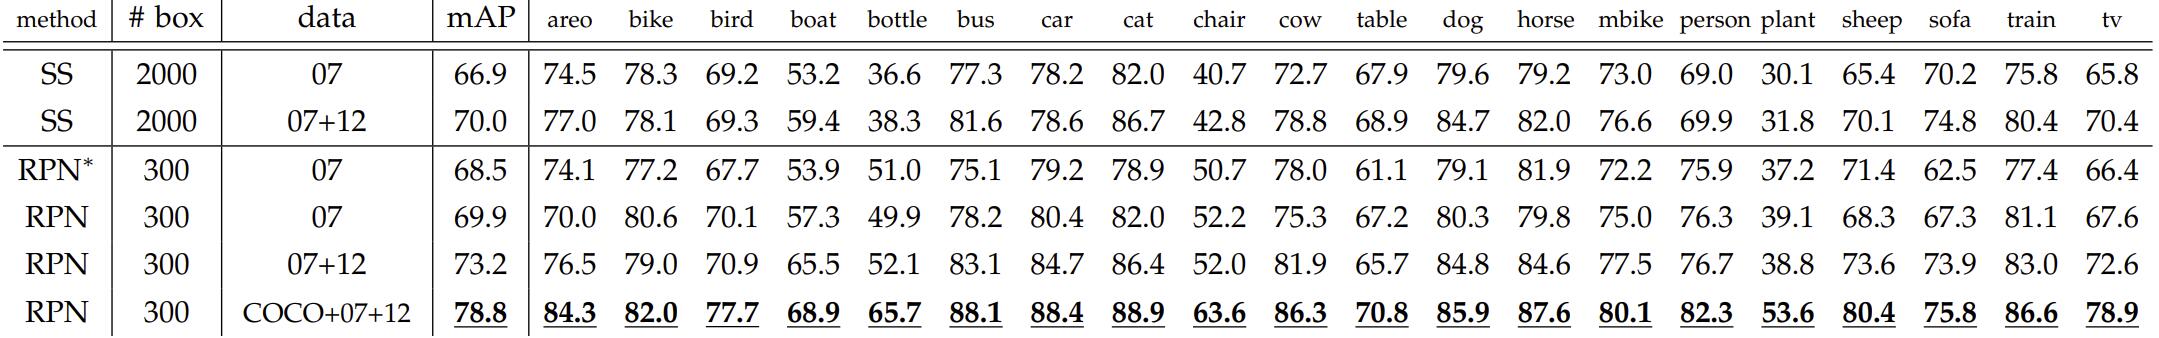 method # box data mAP areo bike bird boat bottle bus car cat chair cow table dog horse mbike person plant sheep sofa train tv
SS 2000 07 66.9 74.5 78.3 69.2 53.2 36.6 77.3 78.2 82.0 40.7 72.7 67.9 79.6 79.2 73.0 69.0 30.1 65.4 70.2 75.8 65.8
SS 2000 07+12 70.0 77.0 78.1 69.3 59.4 38.3 81.6 78.6 86.7 42.8 78.8 68.9 84.7 82.0 76.6 69.9 31.8 70.1 74.8 80.4 70.4
RPN* 300 07 68.5 74.1 77.2 67.7 53.9 51.0 75.1 79.2 78.9 50.7 78.0 61.1 79.1 81.9 72.2 75.9 37.2 71.4 62.5 77.4 66.4
RPN 300 07 69.9 70.0 80.6 70.1 57.3 49.9 78.2 80.4 82.0 52.2 75.3 67.2 80.3 79.8 75.0 76.3 39.1 68.3 67.3 81.1 67.6
RPN 300 07+12 73.2 76.5 79.0 70.9 65.5 52.1 83.1 84.7 86.4 52.0 81.9 65.7 84.8 84.6 77.5 76.7 38.8 73.6 73.9 83.0 72.6
RPN 300 COCO+07+12 78.8 84.3 82.0 77.7 68.9 65.7 88.1 88.4 88.9 63.6 86.3 70.8 85.9 87.6 80.1 82.3 53.6 80.4 75.8 86.6 78.9